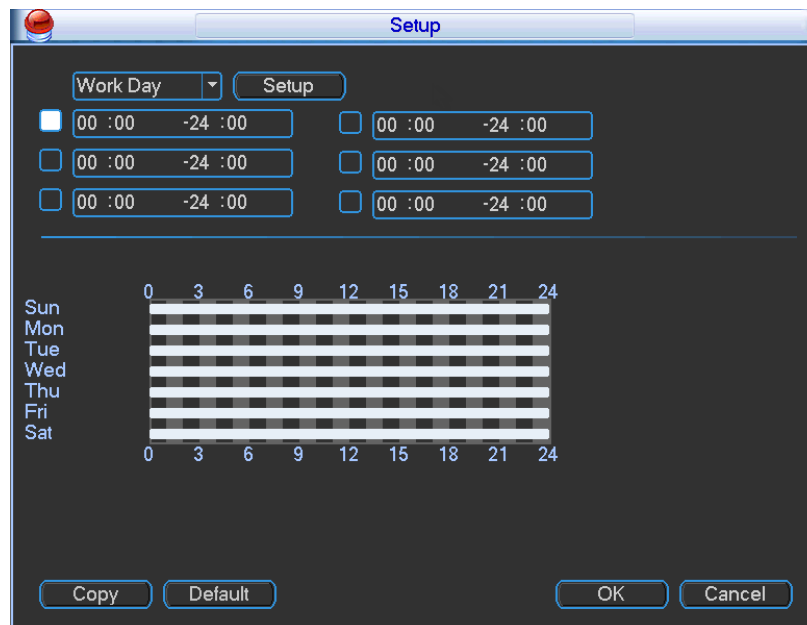 Setup
Work Day Setup
00 :00 -24 :00 00 :00 -24 :00
00 :00 -24 :00 00 :00 -24 :00
00 :00 -24 :00 00 :00 -24 :00
0 3 6 9 12 15 18 21 24
Sun
Mon
Tue
Wed
Thu
Fri
Sat
0 3 6 9 12 15 18 21 24
Copy Default OK Cancel